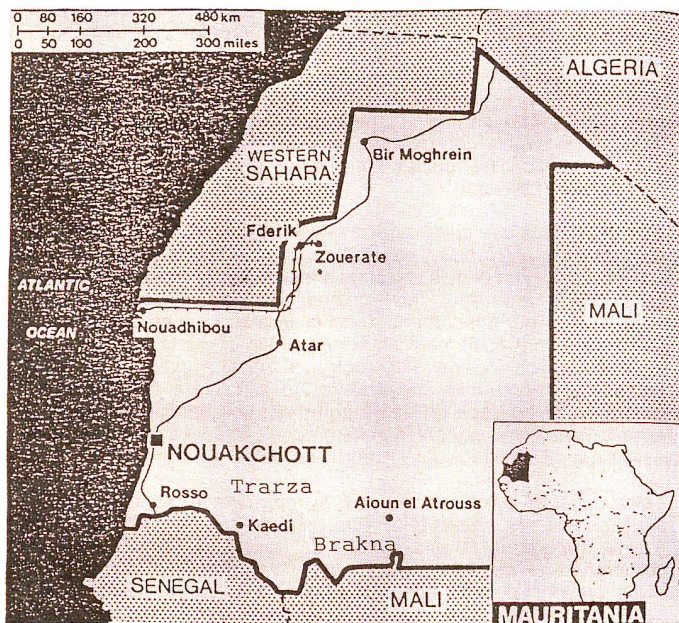 0 80 160 320 480 km
0 60 100 200 300 miles
ALGERIA
WESTERN
SAHARA
Bir Moghrein
Fderik
Zouerate
ATLANTIC
OCEAN
Nouadhibou
MALI
Atar
NOUAKCHOTT
Trarza
Rosso
Aioun el Atrouss
Kaedi
Brakna
SENEGAL
MALI
MAURITANIA